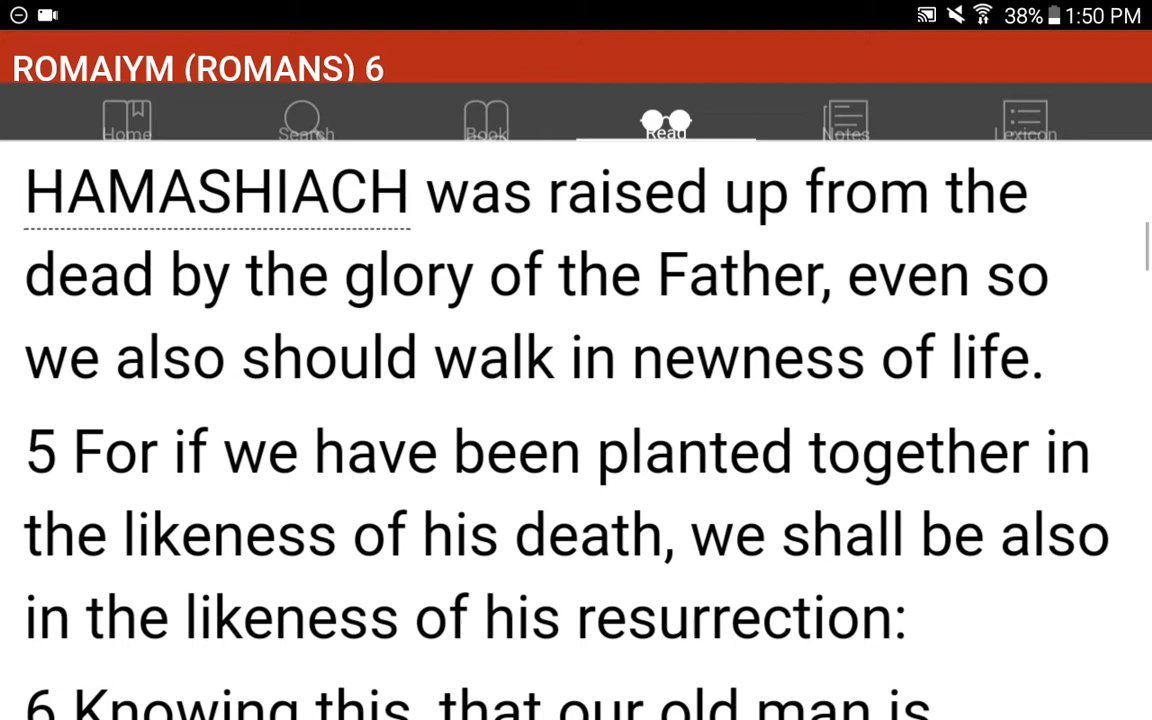 38% 1:50 PM
ROMAIYM (ROMANS) 6
Home Search Book Read Notes Lexicon
HAMASHIACH was raised up from the
dead by the glory of the Father, even so
we also should walk in newness of life.
5 For if we have been planted together in
the likeness of his death, we shall be also
in the likeness of his resurrection:
6 Knowing this, that our old man is